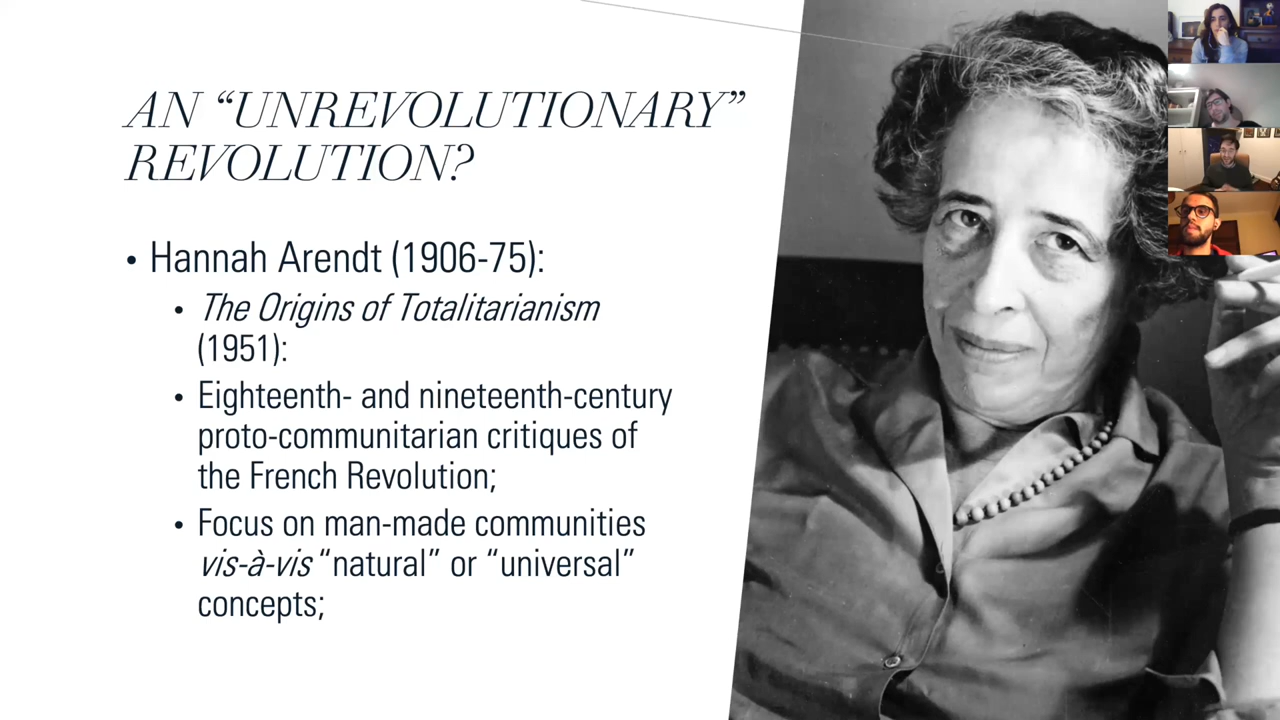 AN “UNREVOLUTIONARY”
REVOLUTION?
• Hannah Arendt (1906-75):
• The Origins of Totalitarianism
(1951):
• Eighteenth- and nineteenth-century
proto-communitarian critiques of
the French Revolution;
• Focus on man-made communities
vis-à-vis “natural” or “universal”
concepts;